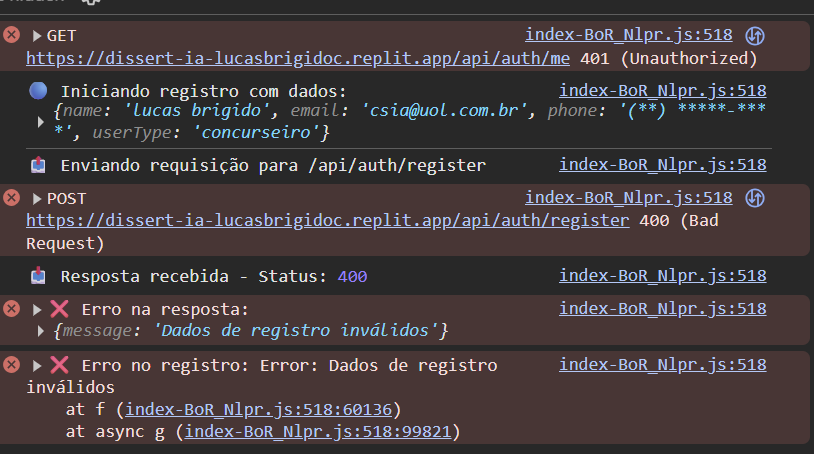 GET index-BoR_Nlpr.js:518
https://dissert-ia-lucasbrigidoc.replit.app/api/auth/me 401 (Unauthorized)
Iniciando registro com dados: index-BoR_Nlpr.js:518
{name: 'lucas brigido', email: 'csia@uol.com.br', phone: '(**) *****-***
*', userType: 'concurseiro'}
Enviando requisição para /api/auth/register index-BoR_Nlpr.js:518
POST index-BoR_Nlpr.js:518
https://dissert-ia-lucasbrigidoc.replit.app/api/auth/register 400 (Bad
Request)
Resposta recebida - Status: 400 index-BoR_Nlpr.js:518
Erro na resposta: index-BoR_Nlpr.js:518
{message: 'Dados de registro inválidos'}
Erro no registro: Error: Dados de registro index-BoR_Nlpr.js:518
inválidos
at f (index-BoR_Nlpr.js:518:60136)
at async g (index-BoR_Nlpr.js:518:99821)